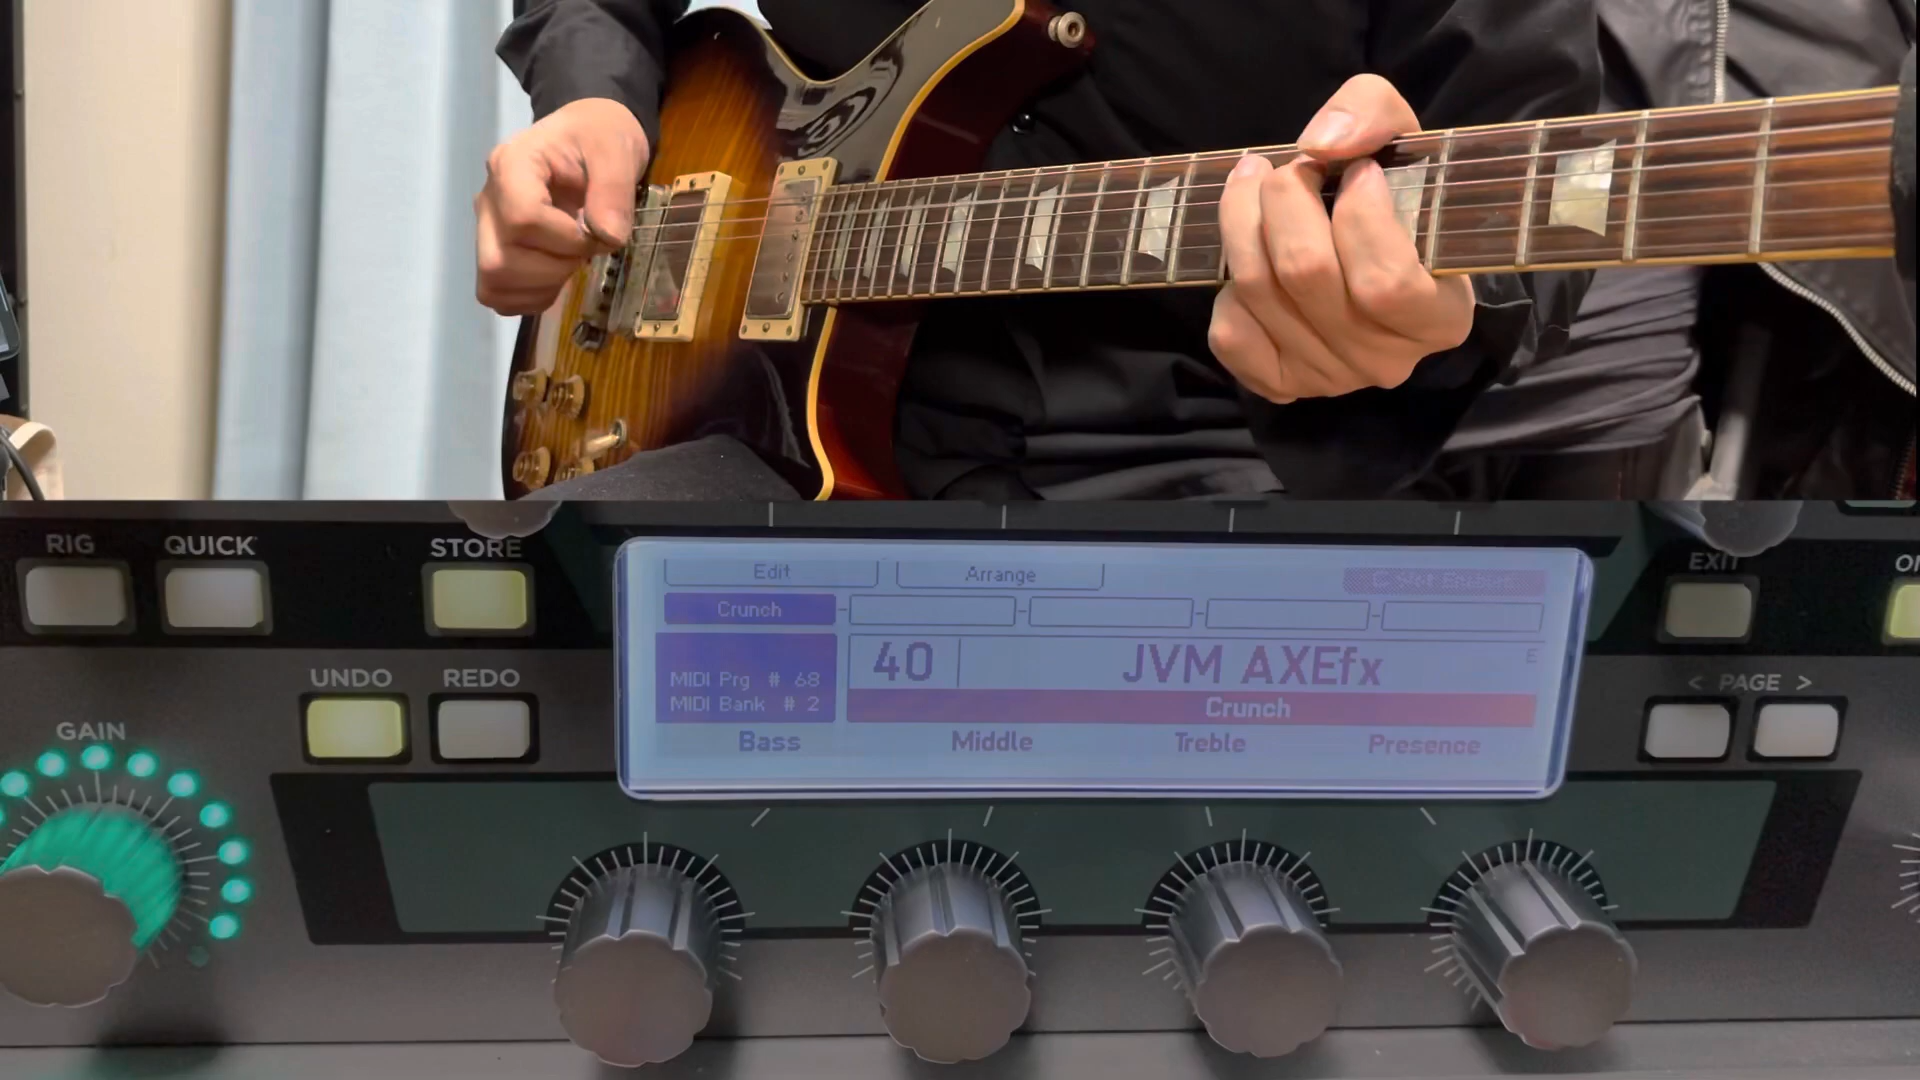 RIG
QUICK
STORE
EXIT
UNDO
REDO
< PAGE >
GAIN
Edit
Arrange
Crunch
MIDI Prg # 68
MIDI Bank # 2
40
JVM AXEfx
Crunch
Bass
Middle
Treble
Presence